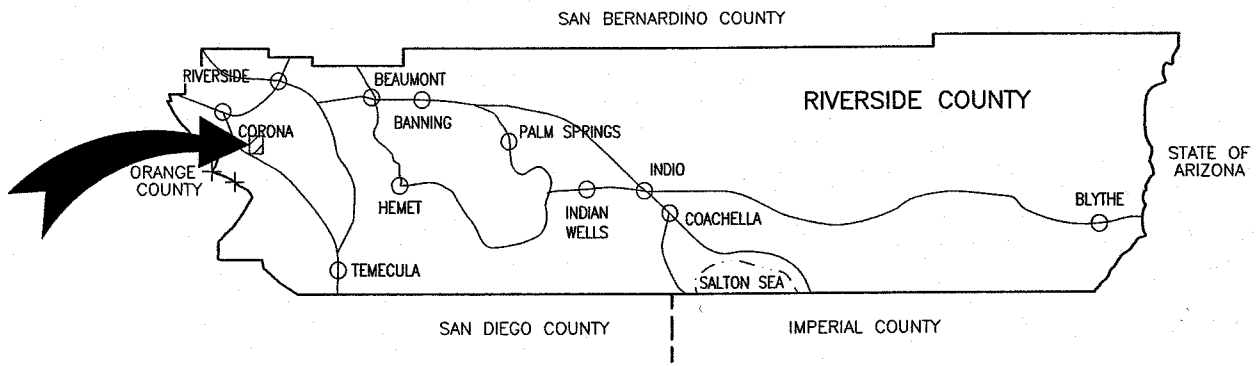 SAN BERNARDINO COUNTY
RIVERSIDE
BEAUMONT
RIVERSIDE COUNTY
BANNING
CORONA
PALM SPRINGS
STATE OF
ARIZONA
ORANGE
COUNTY
INDIO
HEMET
INDIAN
WELLS
COACHELLA
BLYTHE
TEMECULA
SALTON SEA
SAN DIEGO COUNTY
IMPERIAL COUNTY